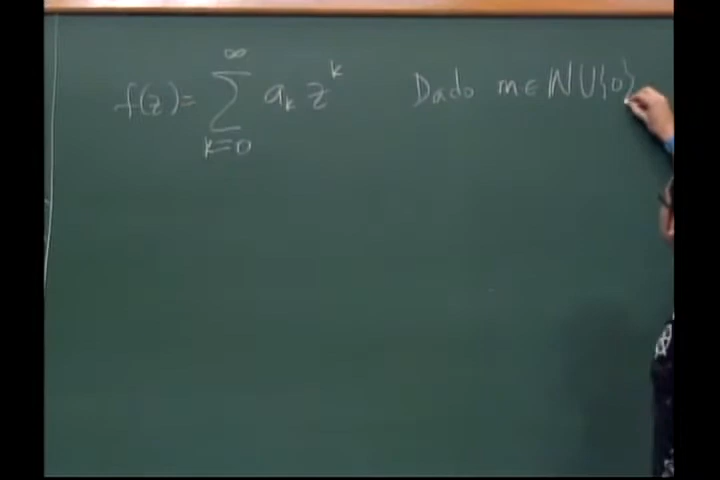 f(z) = ∑_{k=0}^{∞} a_k z^k    Dado m ∈ ℕ ∪ {0}